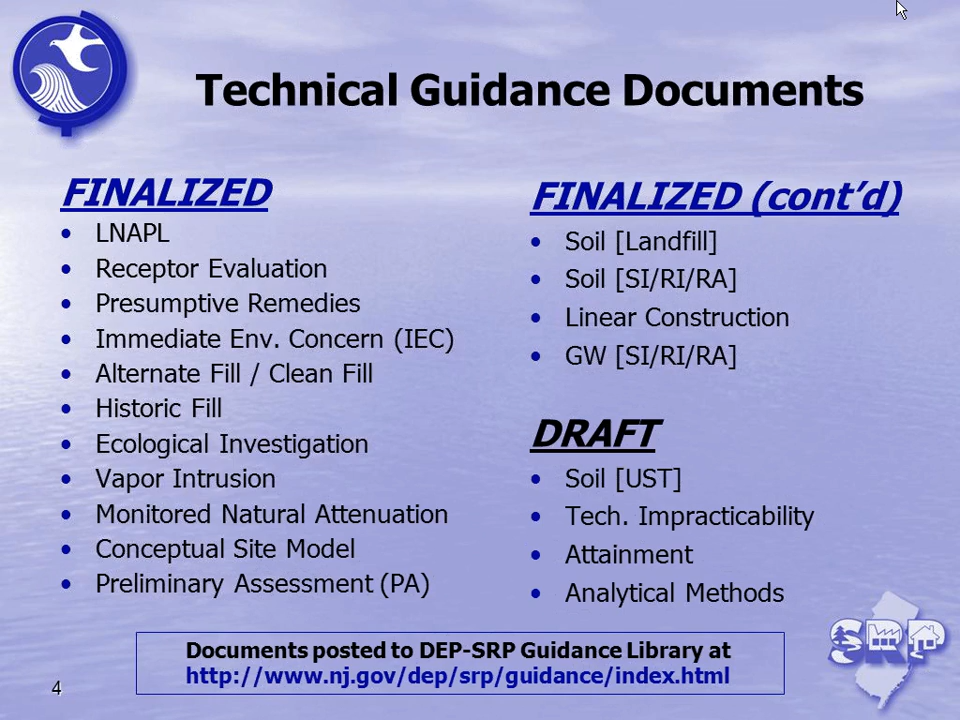 Technical Guidance Documents
FINALIZED
• LNAPL
• Receptor Evaluation
• Presumptive Remedies
• Immediate Env. Concern (IEC)
• Alternate Fill / Clean Fill
• Historic Fill
• Ecological Investigation
• Vapor Intrusion
• Monitored Natural Attenuation
• Conceptual Site Model
• Preliminary Assessment (PA)
FINALIZED (cont’d)
• Soil [Landfill]
• Soil [SI/RI/RA]
• Linear Construction
• GW [SI/RI/RA]
DRAFT
• Soil [UST]
• Tech. Impracticability
• Attainment
• Analytical Methods
Documents posted to DEP-SRP Guidance Library at
http://www.nj.gov/dep/srp/guidance/index.html
4
SRP